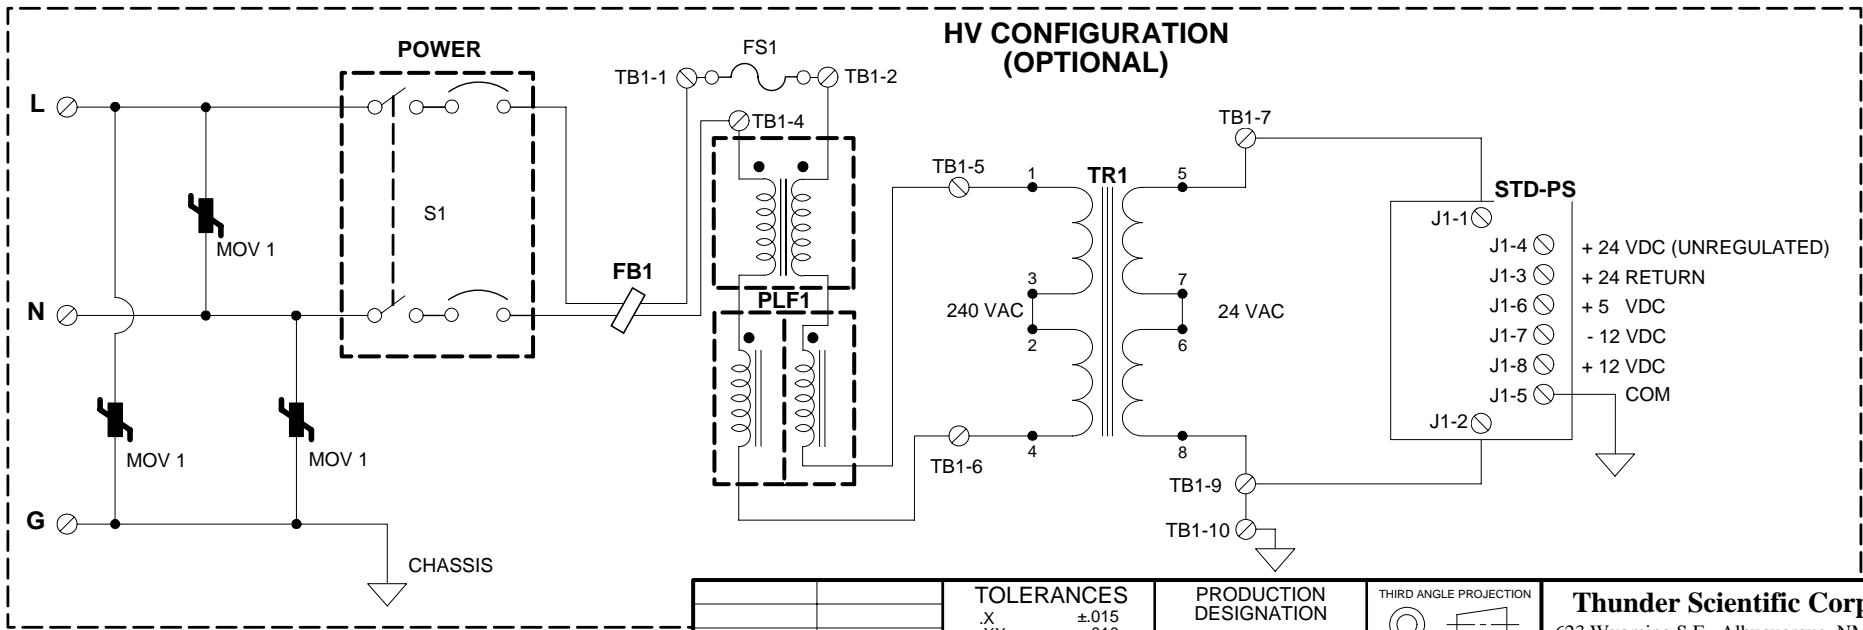 HV CONFIGURATION
(OPTIONAL)
POWER
FS1
TB1-1
TB1-2
L
TB1-4
TB1-7
TB1-5
1
TR1
5
STD-PS
S1
J1-1
MOV 1
J1-4 + 24 VDC (UNREGULATED)
FB1
3
7
J1-3 + 24 RETURN
PLF1
N
240 VAC
24 VAC
J1-6 + 5 VDC
2
6
J1-7 - 12 VDC
J1-8 + 12 VDC
J1-5 COM
J1-2
MOV 1
MOV 1
TB1-6
4
8
TB1-9
G
TB1-10
CHASSIS
TOLERANCES
.X ±.015
PRODUCTION
DESIGNATION
THIRD ANGLE PROJECTION
Thunder Scientific Corp